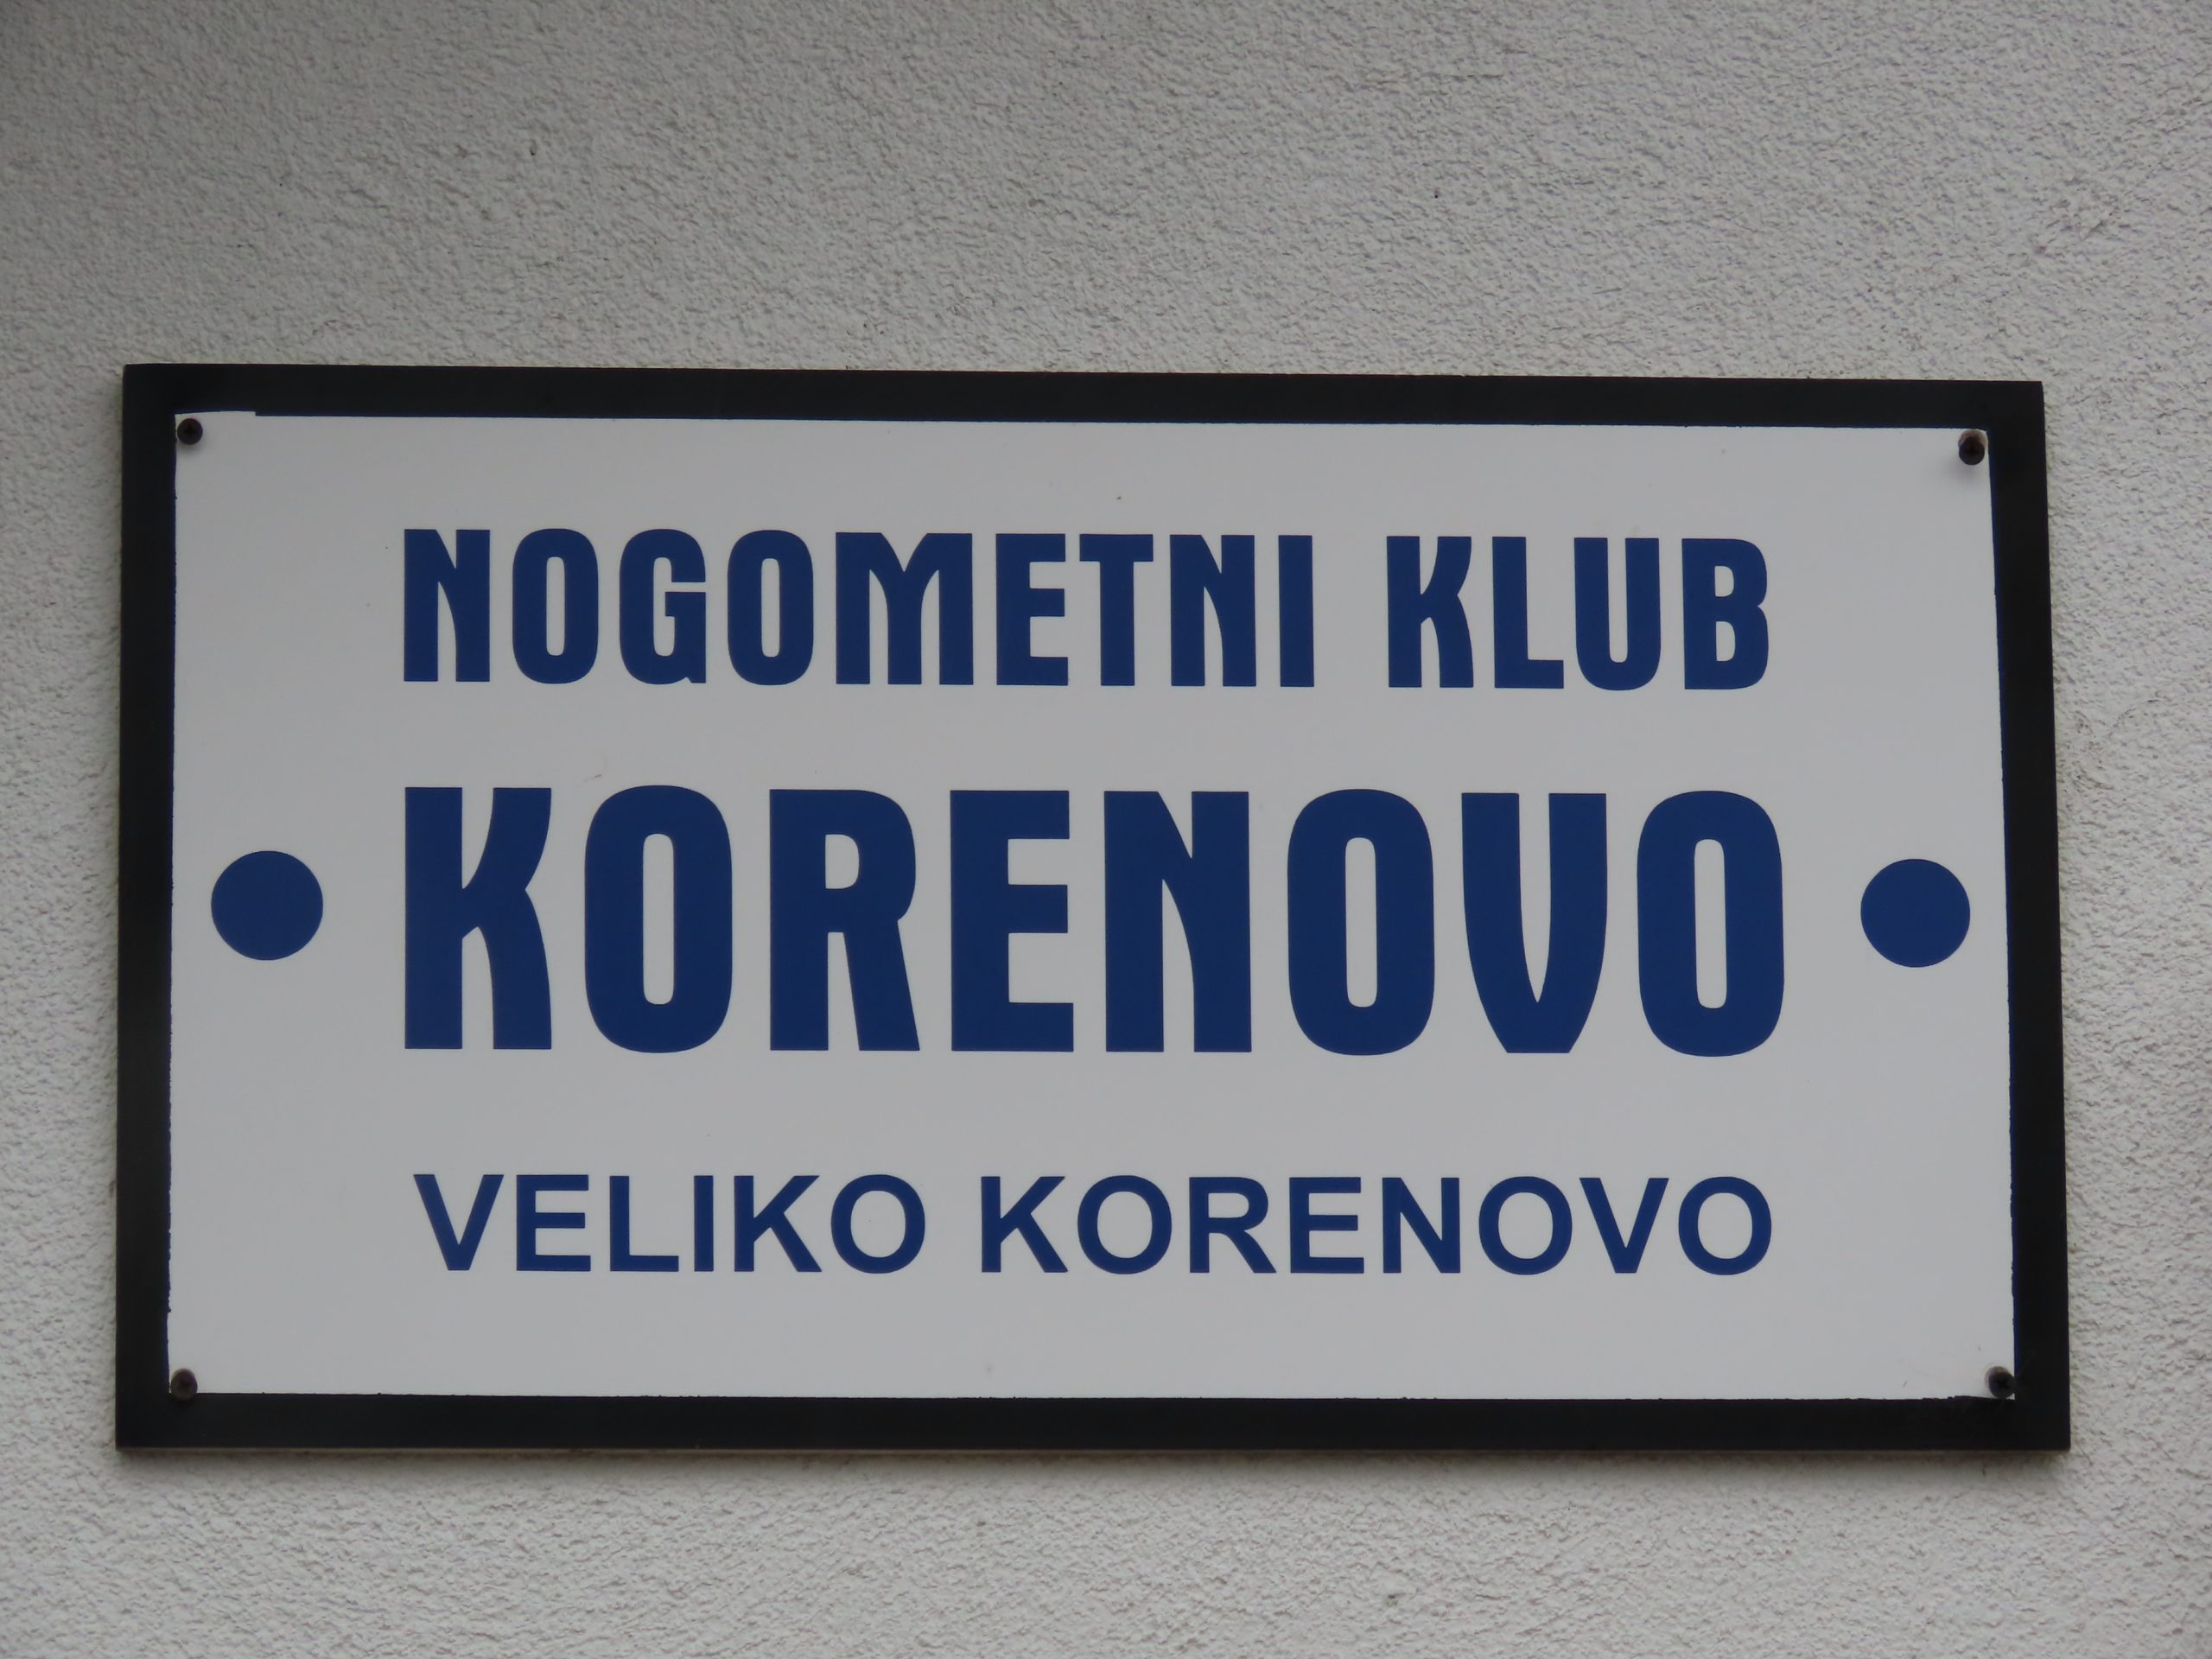 NOGOMETNI KLUB
• KORENOVO •
VELIKO KORENOVO